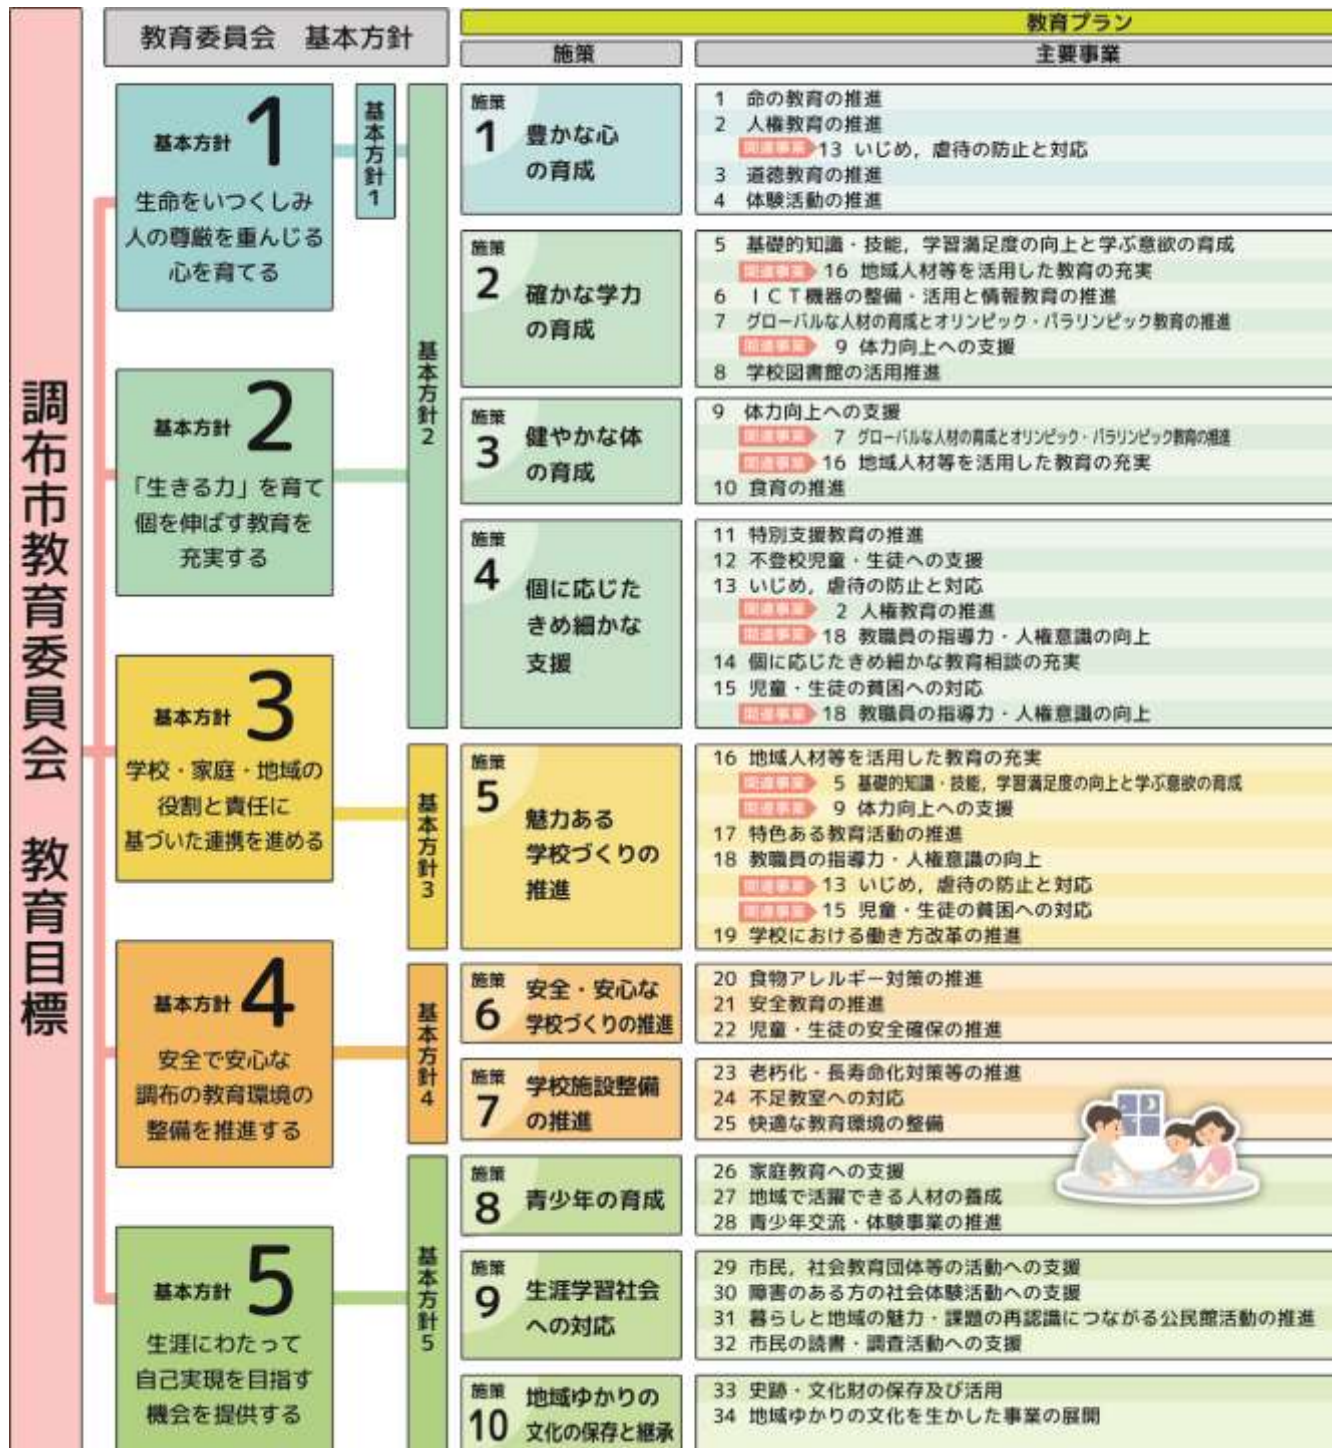 調布市教育委員会 教育目標
教育委員会 基本方針
教育プラン
施策
主要事業
基本方針 1
生命をいつくしみ
人の尊厳を重んじる
心を育てる
基本方針 2
「生きる力」を育て
個を伸ばす教育を
充実する
基本方針 3
学校・家庭・地域の
役割と責任に
基づいた連携を進める
基本方針 4
安全で安心な
調布の教育環境の
整備を推進する
基本方針 5
生涯にわたって
自己実現を目指す
機会を提供する
基本方針1
基本方針2
基本方針3
基本方針4
基本方針5
施策 1
豊かな心
の育成
1 命の教育の推進
2 人権教育の推進
関連事業 13 いじめ,虐待の防止と対応
3 道徳教育の推進
4 体験活動の推進
施策 2
確かな学力
の育成
5 基礎的知識・技能,学習満足度の向上と学ぶ意欲の育成
関連事業 16 地域人材等を活用した教育の充実
6 ICT機器の整備・活用と情報教育の推進
7 グローバルな人材の育成とオリンピック・パラリンピック教育の推進
関連事業 9 体力向上への支援
8 学校図書館の活用推進
施策 3
健やかな体
の育成
9 体力向上への支援
関連事業 7 グローバルな人材の育成とオリンピック・パラリンピック教育の推進
関連事業 16 地域人材等を活用した教育の充実
10 食育の推進
施策 4
個に応じた
きめ細かな
支援
11 特別支援教育の推進
12 不登校児童・生徒への支援
13 いじめ,虐待の防止と対応
関連事業 2 人権教育の推進
関連事業 18 教職員の指導力・人権意識の向上
14 個に応じたきめ細かな教育相談の充実
15 児童・生徒の貧困への対応
関連事業 18 教職員の指導力・人権意識の向上
施策 5
魅力ある
学校づくりの
推進
16 地域人材等を活用した教育の充実
関連事業 5 基礎的知識・技能,学習満足度の向上と学ぶ意欲の育成
関連事業 9 体力向上への支援
17 特色ある教育活動の推進
18 教職員の指導力・人権意識の向上
関連事業 13 いじめ,虐待の防止と対応
関連事業 15 児童・生徒の貧困への対応
19 学校における働き方改革の推進
施策 6
安全・安心な
学校づくりの推進
20 食物アレルギー対策の推進
21 安全教育の推進
22 児童・生徒の安全確保の推進
施策 7
学校施設整備
の推進
23 老朽化・長寿命化対策等の推進
24 不足教室への対応
25 快適な教育環境の整備
施策 8
青少年の育成
26 家庭教育への支援
27 地域で活躍できる人材の養成
28 青少年交流・体験事業の推進
施策 9
生涯学習社会
への対応
29 市民,社会教育団体等の活動への支援
30 障害のある方の社会体験活動への支援
31 暮らしと地域の魅力・課題の再認識につながる公民館活動の推進
32 市民の読書・調査活動への支援
施策 10
地域ゆかりの
文化の保存と継承
33 史跡・文化財の保存及び活用
34 地域ゆかりの文化を生かした事業の展開